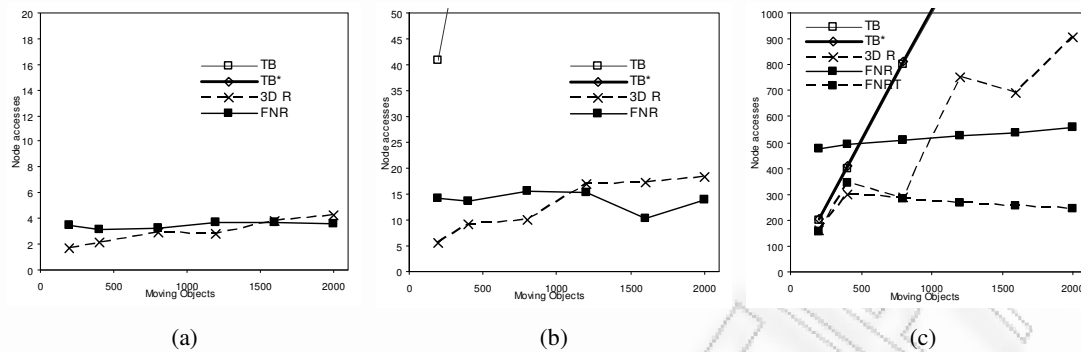 20
18
16
14
12
10
8
6
4
2
0
Node accesses
TB
TB*
3D R
FNR
0 500 1000 1500 2000
Moving Objects
(a)
50
45
40
35
30
25
20
15
10
5
0
Node accesses
TB
TB*
3D R
FNR
0 500 1000 1500 2000
Moving Objects
(b)
1000
900
800
700
600
500
400
300
200
100
0
Node accesses
TB
TB*
3D R
FNR
FNRT
0 500 1000 1500 2000
Moving Objects
(c)